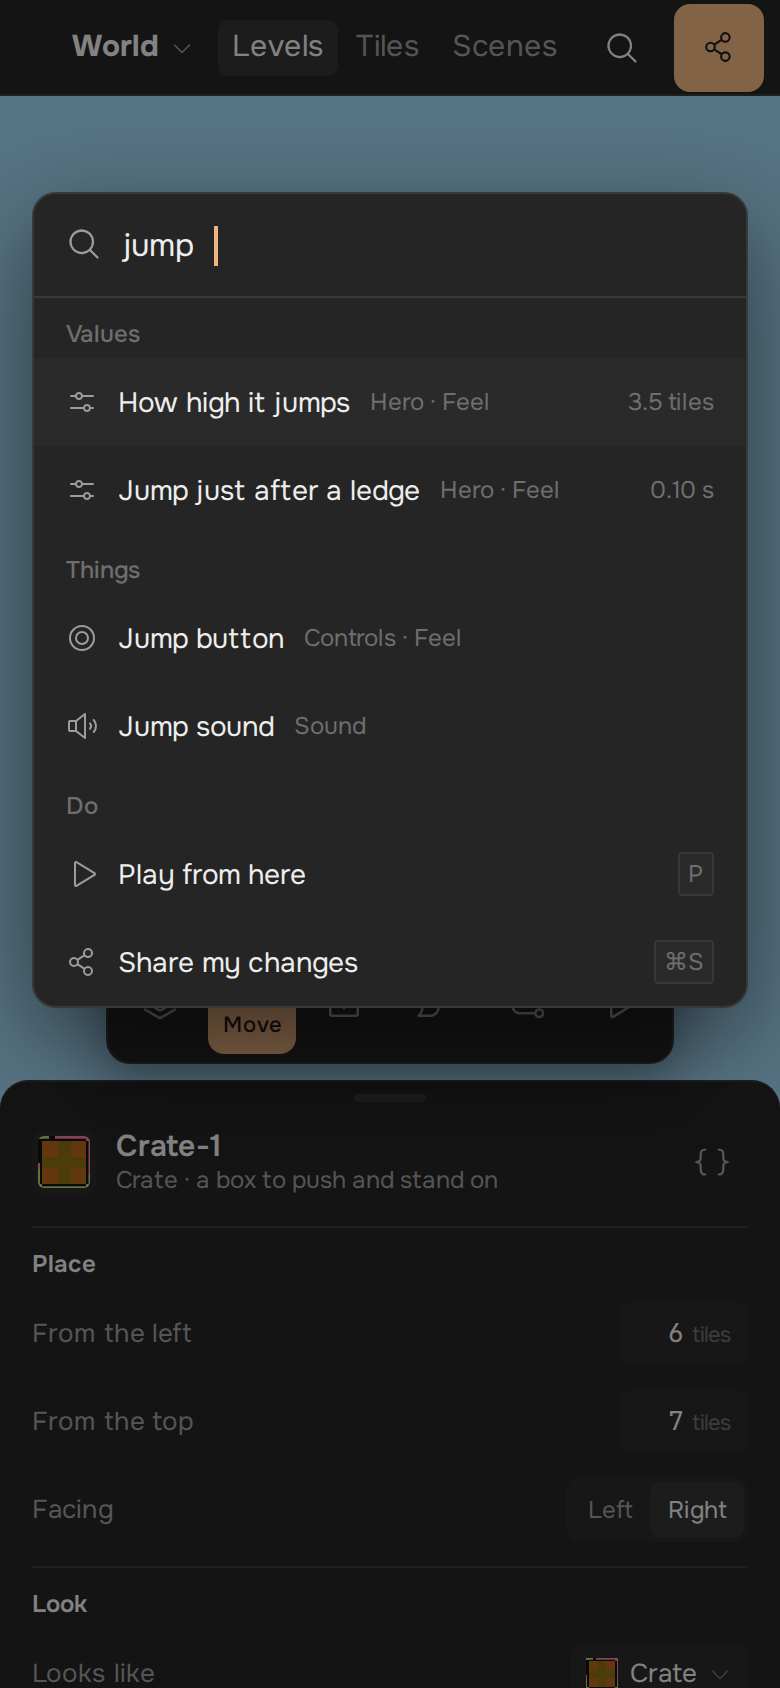 World Levels Tiles Scenes
jump
Values
How high it jumps Hero · Feel 3.5 tiles
Jump just after a ledge Hero · Feel 0.10 s
Things
Jump button Controls · Feel
Jump sound Sound
Do
Play from here P
Share my changes ⌘S
Move
Crate-1
Crate · a box to push and stand on
Place
From the left 6 tiles
From the top 7 tiles
Facing Left Right
Look
Looks like Crate